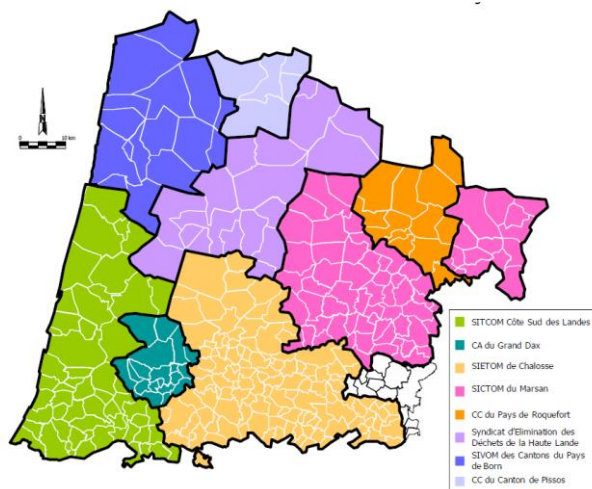 N
0
10 km
SITCOM Côte Sud des Landes
CA du Grand Dax
SIETOM de Chalosse
SICTOM du Marsan
CC du Pays de Roquefort
Syndicat d'Elimination des
Déchets de la Haute Lande
SIVOM des Cantons du Pays
de Born
CC du Canton de Pissos